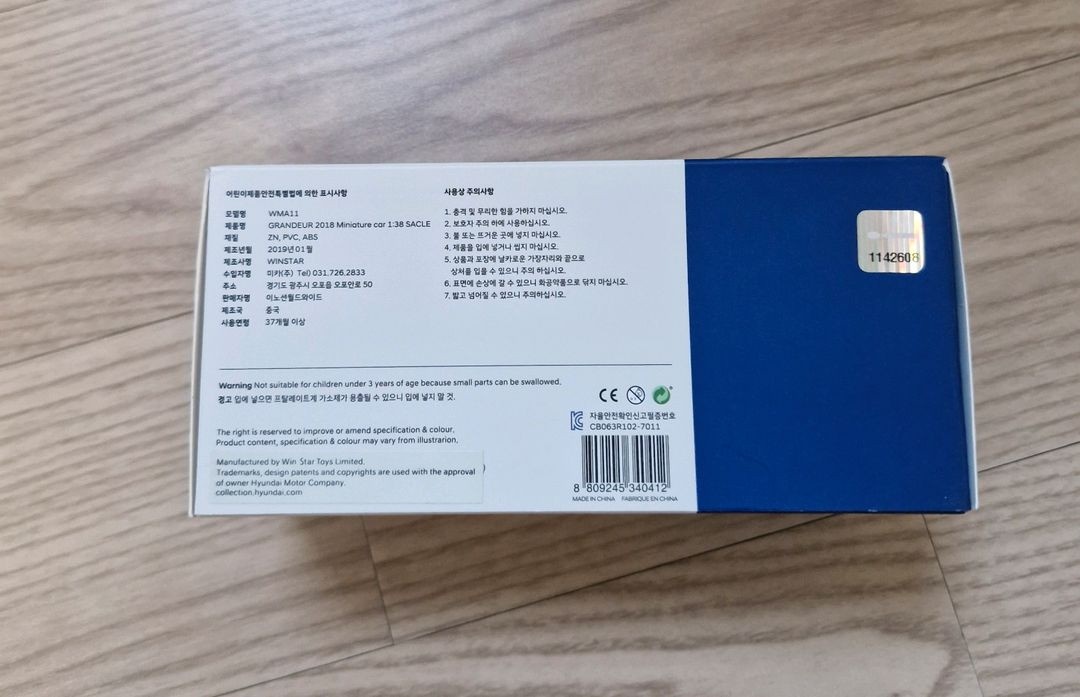 어린이제품안전특별법에 의한 표시사항
모델명 WMA11
제품명 GRANDEUR 2018 Miniature car 1:38 SACLE
재질 ZN, PVC, ABS
제조년월 2019년 01월
제조사명 WINSTAR
수입자명 미카(주) Tel) 031.726.2833
주소 경기도 광주시 오포읍 오포안로 50
판매자명 이노션월드와이드
제조국 중국
사용연령 37개월 이상
사용상 주의사항
1. 충격 및 무리한 힘을 가하지 마십시오.
2. 보호자 주의 하에 사용하십시오.
3. 불 또는 뜨거운 곳에 넣지 마십시오.
4. 제품을 입에 넣거나 씹지 마십시오.
5. 상품과 포장에 날카로운 가장자리와 끝으로
상처를 입을 수 있으니 주의 하십시오.
6. 표면에 손상에 갈 수 있으니 화공약품으로 닦지 마십시오.
7. 밟고 넘어질 수 있으니 주의하십시오.
1142608
Warning Not suitable for children under 3 years of age because small parts can be swallowed.
경고 입에 넣으면 프탈레이트계 가소제가 용출될 수 있으니 입에 넣지 말 것.
The right is reserved to improve or amend specification & colour.
Product content, specification & colour may vary from illustrarion.
Manufactured by Win Star Toys Limited.
Trademarks, design patents and copyrights are used with the approval
of owner Hyundai Motor Company.
collection.hyundai.com
CE
0-3
KC 자율안전확인신고필증번호
CB063R102-7011
8 809245 340412
MADE IN CHINA FABRIQUE EN CHINA